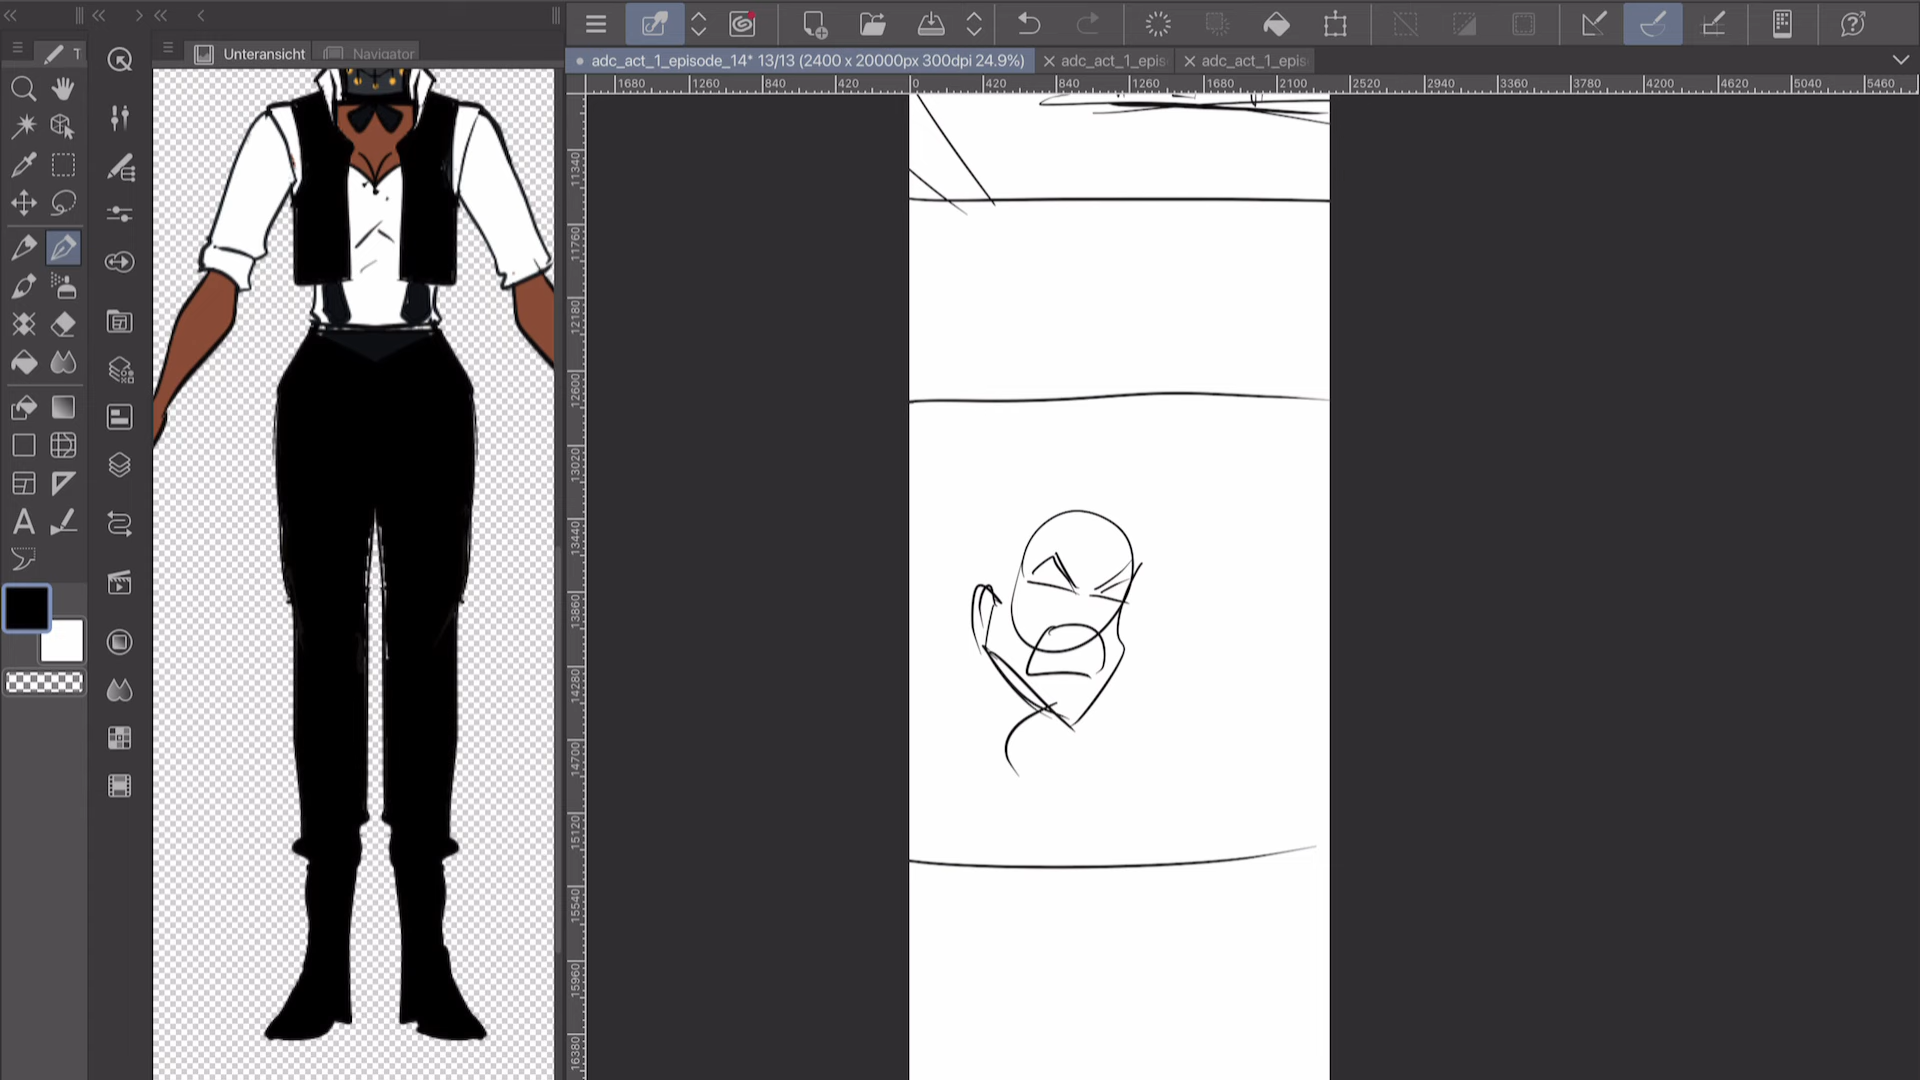 T
Unteransicht
Navigator
adc_act_1_episode_14* 13/13 (2400 x 20000px 300dpi 24.9%)
adc_act_1_epis
adc_act_1_epis
1680 1260 840 420 0 420 840 1260 1680 2100 2520 2940 3360 3780 4200 4620 5040 5460
11340
11760
12180
12600
13020
13440
13860
14280
14700
15120
15540
15960
16380
A